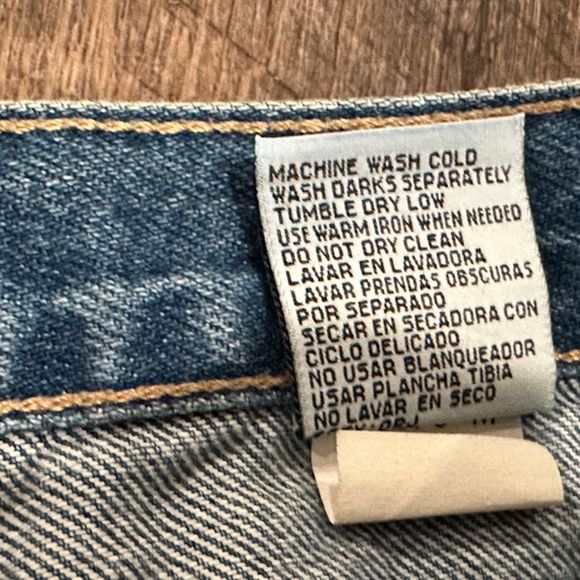 MACHINE WASH COLD
WASH DARKS SEPARATELY
TUMBLE DRY LOW
USE WARM IRON WHEN NEEDED
DO NOT DRY CLEAN
LAVAR EN LAVADORA
LAVAR PRENDAS OBSCURAS
POR SEPARADO
SECAR EN SECADORA CON
CICLO DELICADO
NO USAR BLANQUEADOR
USAR PLANCHA TIBIA
NO LAVAR EN SECO